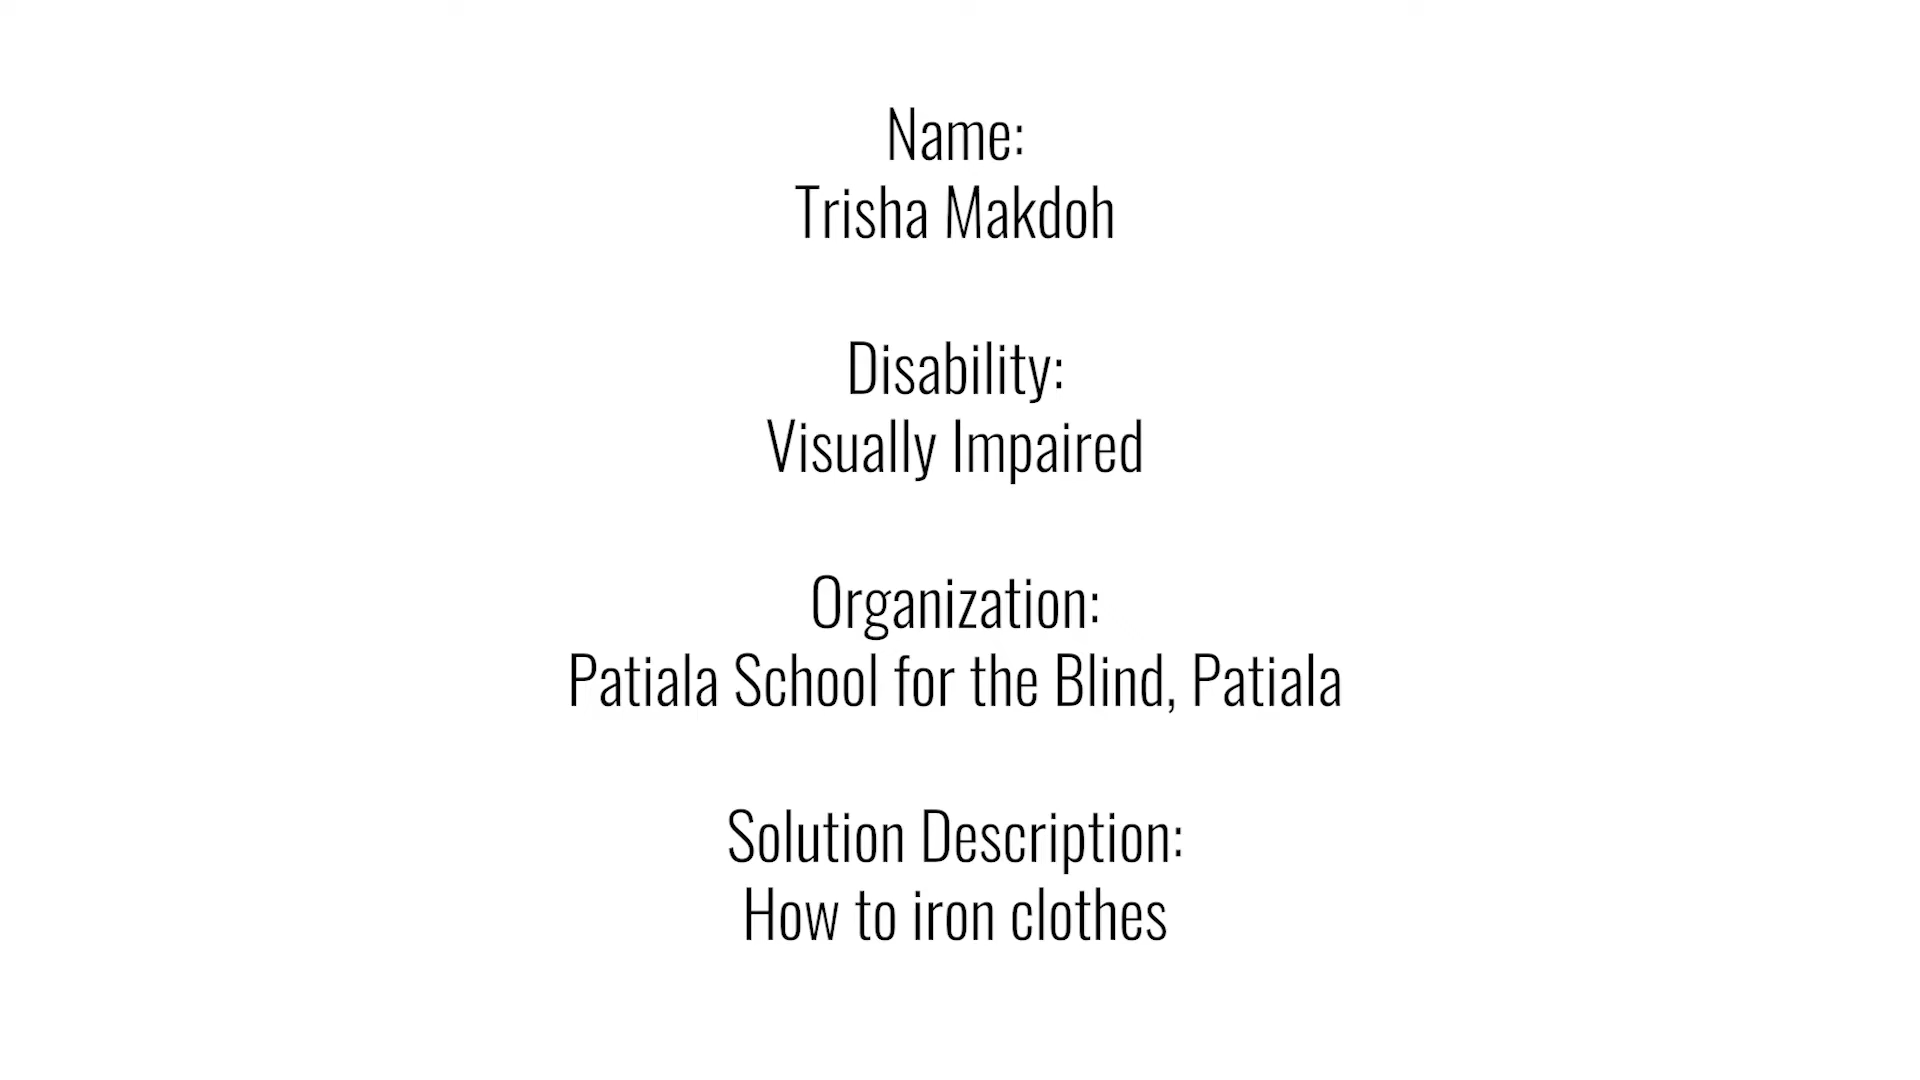 Name:
Trisha Makdoh
Disability:
Visually Impaired
Organization:
Patiala School for the Blind, Patiala
Solution Description:
How to iron clothes